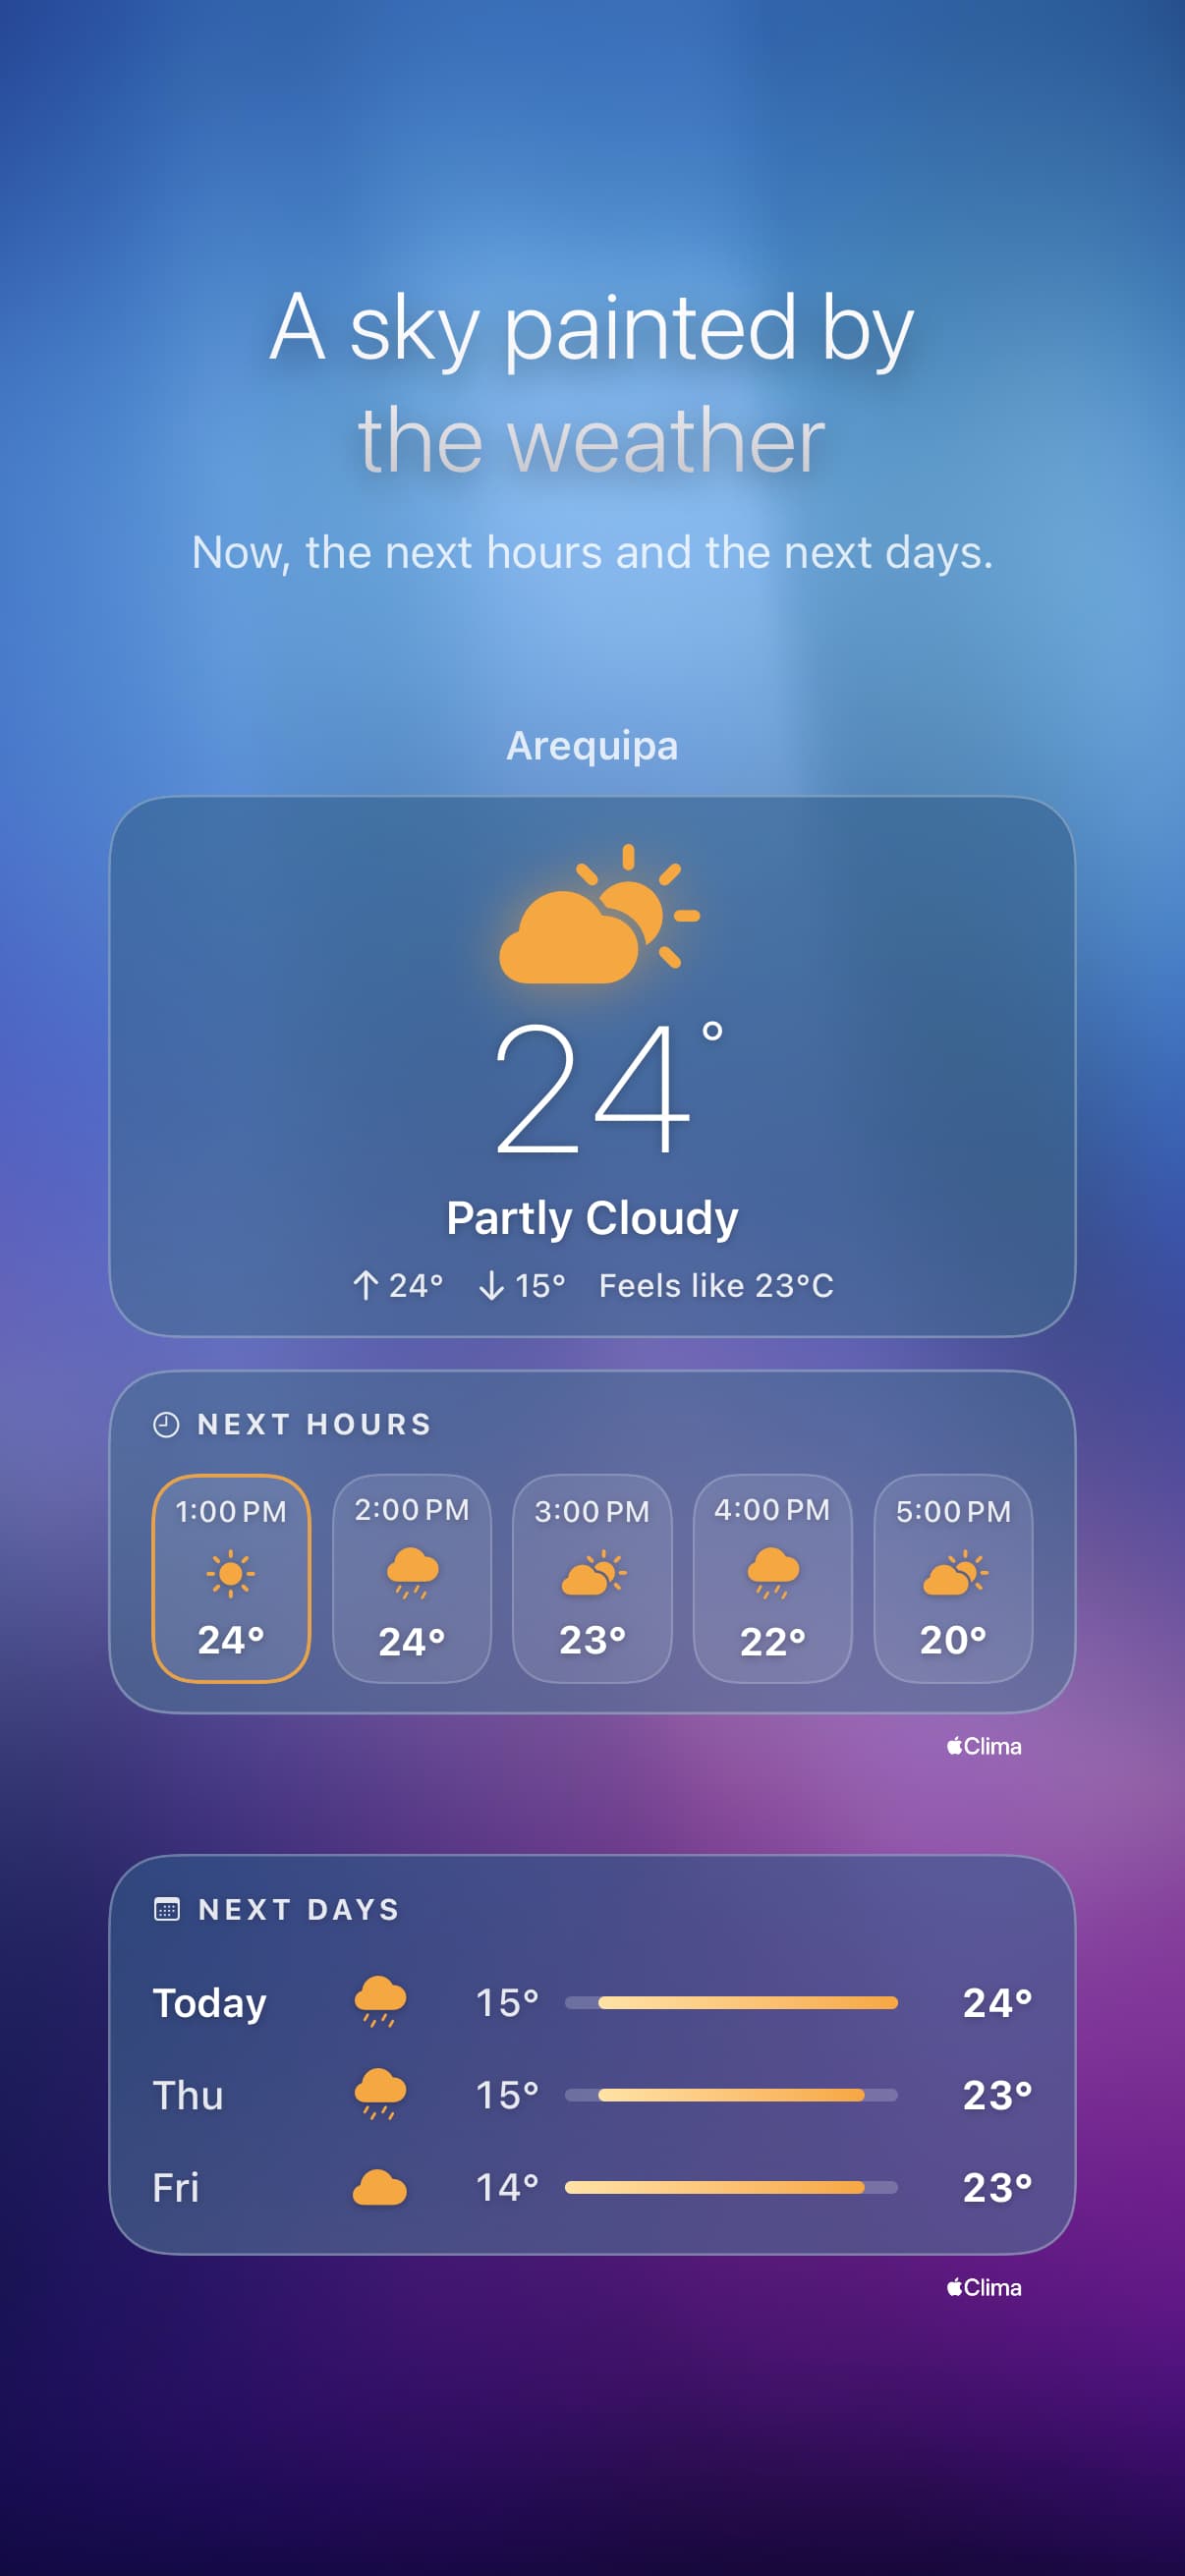 A sky painted by
the weather
Now, the next hours and the next days.
Arequipa
24°
Partly Cloudy
↑ 24° ↓ 15° Feels like 23°C
NEXT HOURS
1:00 PM 2:00 PM 3:00 PM 4:00 PM 5:00 PM
24° 24° 23° 22° 20°
Clima
NEXT DAYS
Today 15° 24°
Thu 15° 23°
Fri 14° 23°
Clima